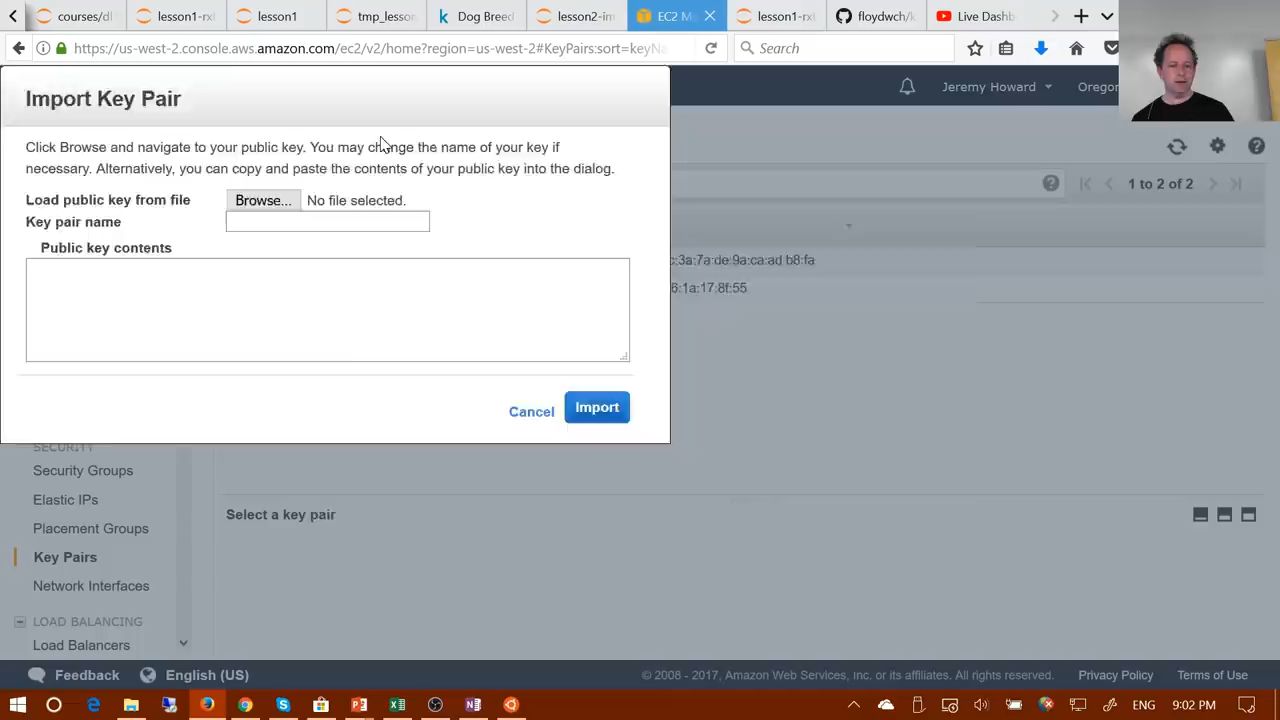 courses/dl
lesson1-rxt
lesson1
tmp_lesson
Dog Breed
lesson2-im
EC2 M
lesson1-rxt
floydwch/k
Live Dashb
https://us-west-2.console.aws.amazon.com/ec2/v2/home?region=us-west-2#KeyPairs:sort=keyNa
Search
Jeremy Howard
Oregon
Import Key Pair
Click Browse and navigate to your public key. You may change the name of your key if
necessary. Alternatively, you can copy and paste the contents of your public key into the dialog.
Load public key from file
Browse...
No file selected.
Key pair name
Public key contents
1 to 2 of 2
c:3a:7a:de:9a:ca:ad:b8:fa
6:1a:17:8f:55
Cancel
Import
SECURITY
Security Groups
Elastic IPs
Placement Groups
Key Pairs
Network Interfaces
LOAD BALANCING
Load Balancers
Select a key pair
Feedback
English (US)
© 2008 - 2017, Amazon Web Services, Inc. or its affiliates. All rights reserved.
Privacy Policy
Terms of Use
ENG
9:02 PM